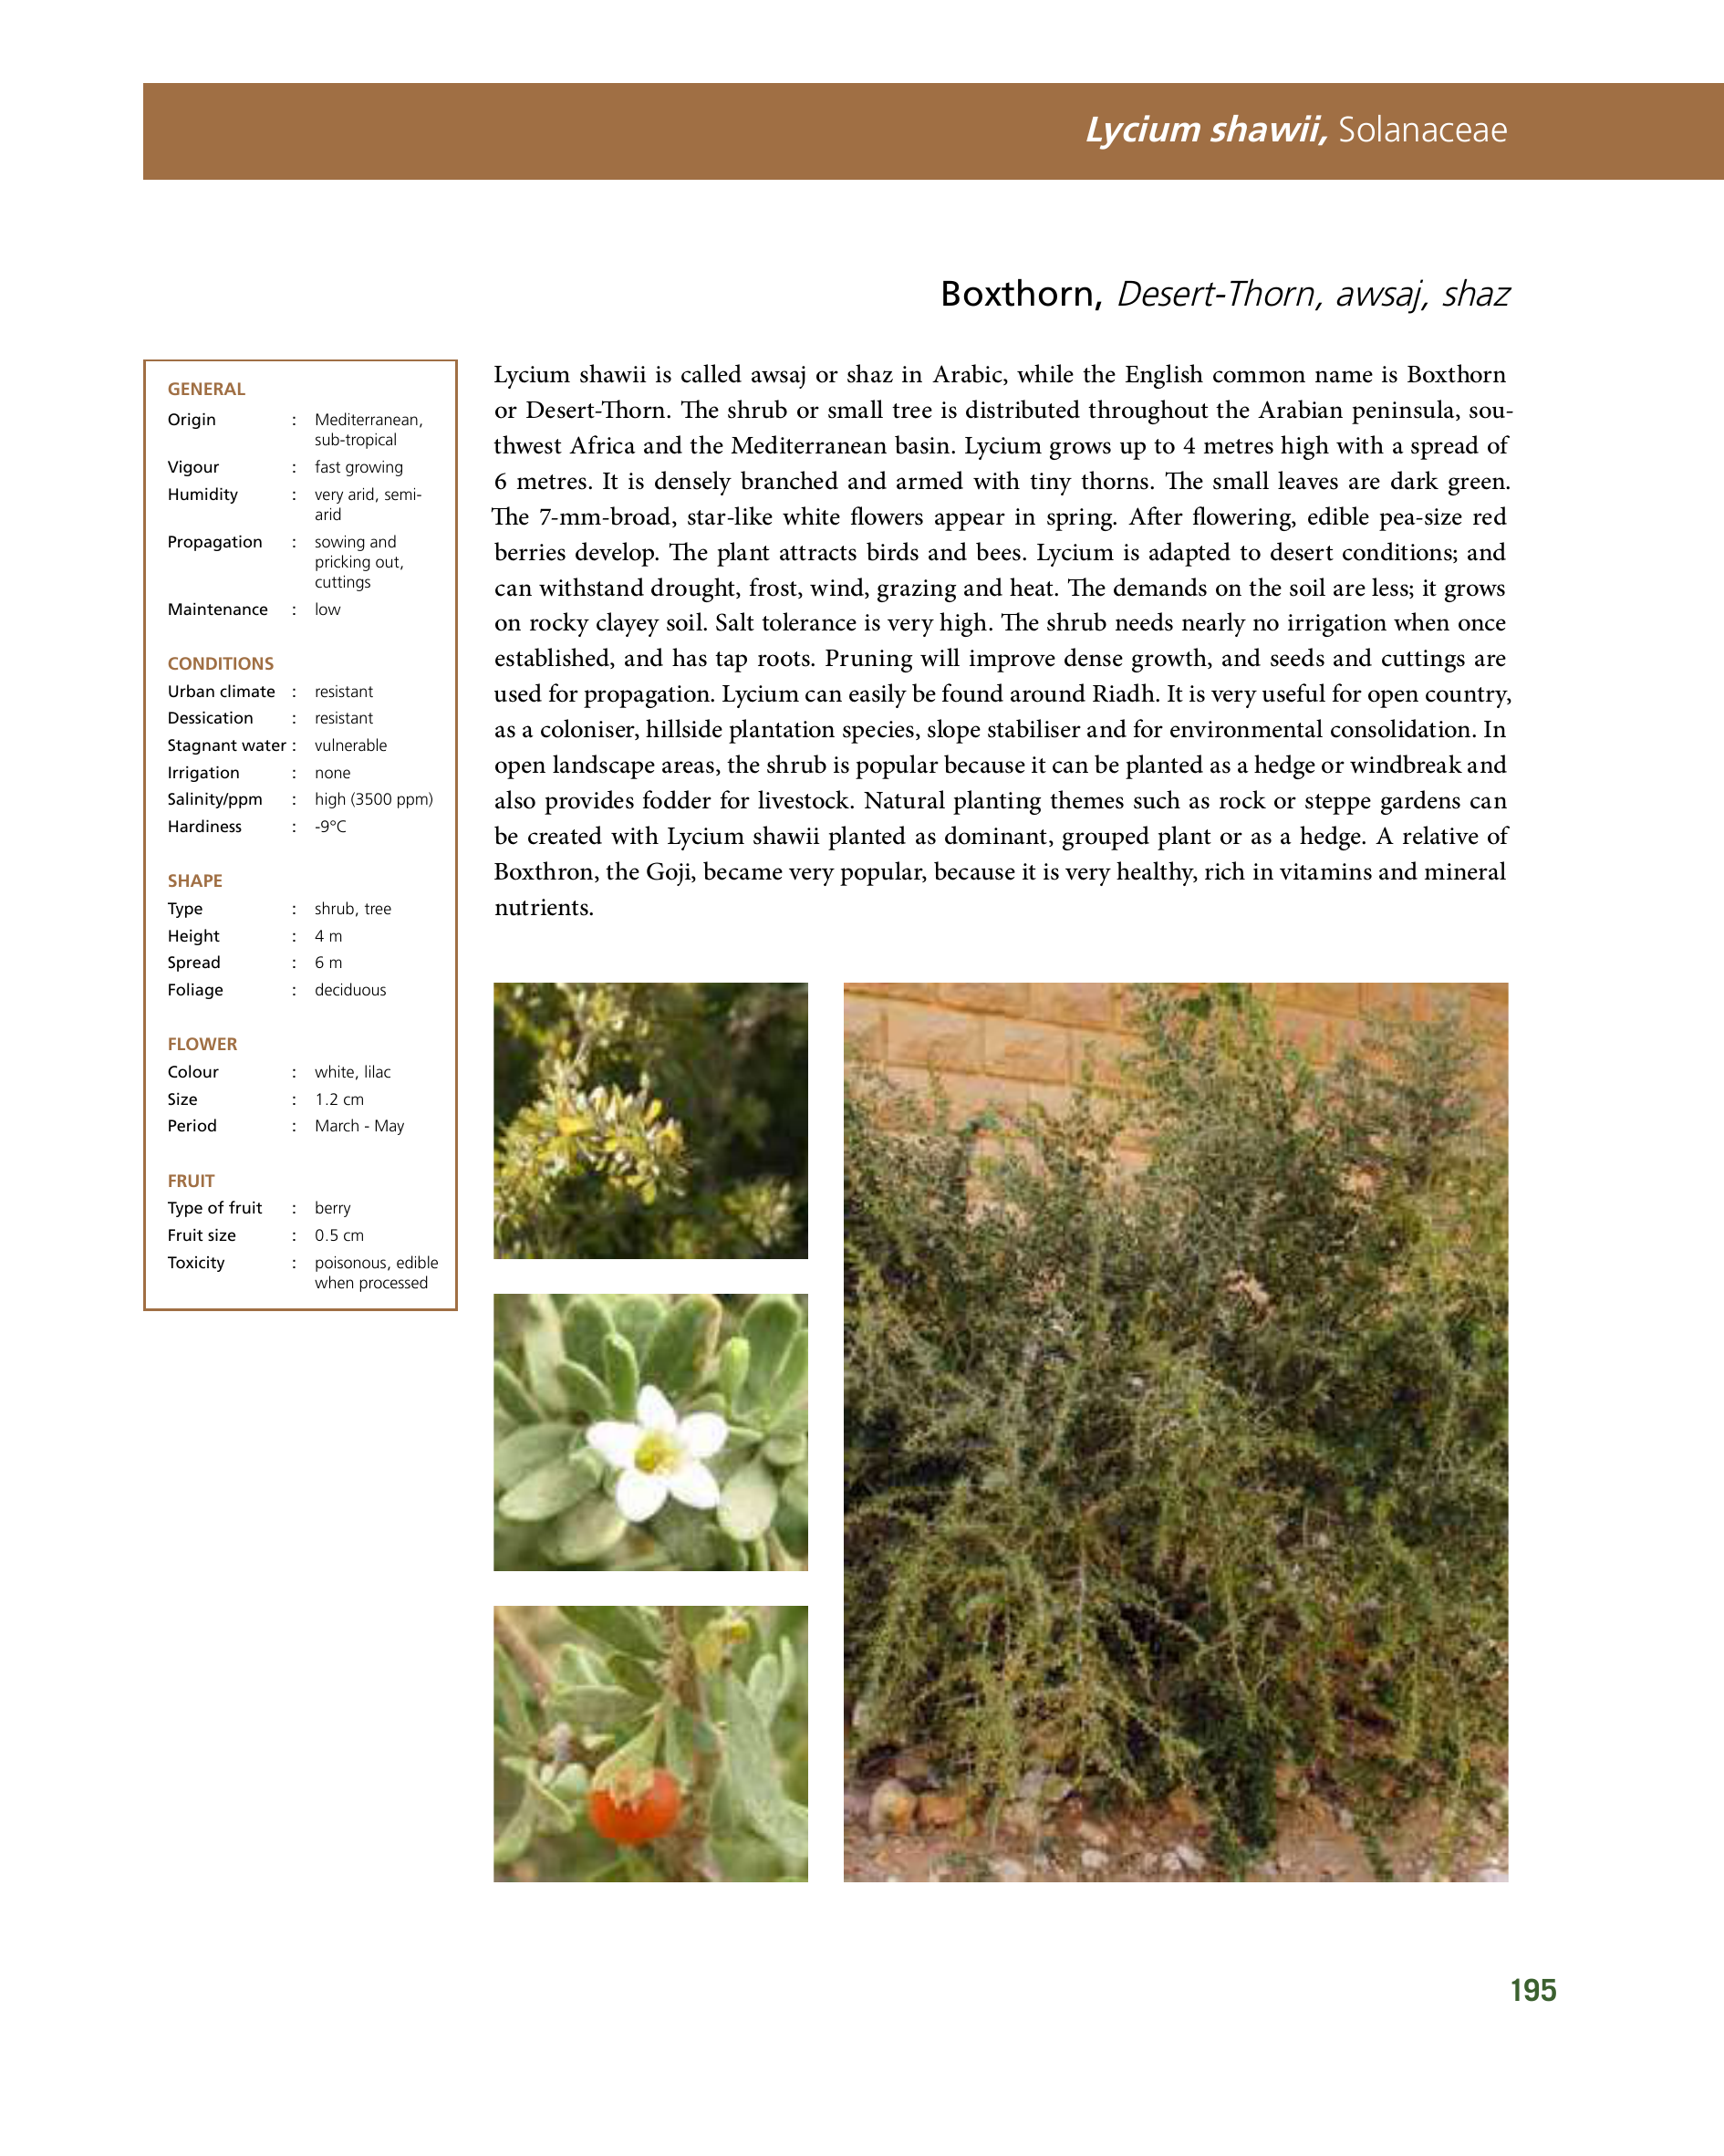 Lycium shawii, Solanaceae
Boxthorn, Desert-Thorn, awsaj, shaz
GENERAL
Origin : Mediterranean,
sub-tropical
Vigour : fast growing
Humidity : very arid, semi-
arid
Propagation : sowing and
pricking out,
cuttings
Maintenance : low
CONDITIONS
Urban climate : resistant
Dessication : resistant
Stagnant water : vulnerable
Irrigation : none
Salinity/ppm : high (3500 ppm)
Hardiness : -9°C
SHAPE
Type : shrub, tree
Height : 4 m
Spread : 6 m
Foliage : deciduous
FLOWER
Colour : white, lilac
Size : 1.2 cm
Period : March - May
FRUIT
Type of fruit : berry
Fruit size : 0.5 cm
Toxicity : poisonous, edible
when processed
Lycium shawii is called awsaj or shaz in Arabic, while the English common name is Boxthorn
or Desert-Thorn. The shrub or small tree is distributed throughout the Arabian peninsula, sou-
thwest Africa and the Mediterranean basin. Lycium grows up to 4 metres high with a spread of
6 metres. It is densely branched and armed with tiny thorns. The small leaves are dark green.
The 7-mm-broad, star-like white flowers appear in spring. After flowering, edible pea-size red
berries develop. The plant attracts birds and bees. Lycium is adapted to desert conditions; and
can withstand drought, frost, wind, grazing and heat. The demands on the soil are less; it grows
on rocky clayey soil. Salt tolerance is very high. The shrub needs nearly no irrigation when once
established, and has tap roots. Pruning will improve dense growth, and seeds and cuttings are
used for propagation. Lycium can easily be found around Riadh. It is very useful for open country,
as a coloniser, hillside plantation species, slope stabiliser and for environmental consolidation. In
open landscape areas, the shrub is popular because it can be planted as a hedge or windbreak and
also provides fodder for livestock. Natural planting themes such as rock or steppe gardens can
be created with Lycium shawii planted as dominant, grouped plant or as a hedge. A relative of
Boxthron, the Goji, became very popular, because it is very healthy, rich in vitamins and mineral
nutrients.
195